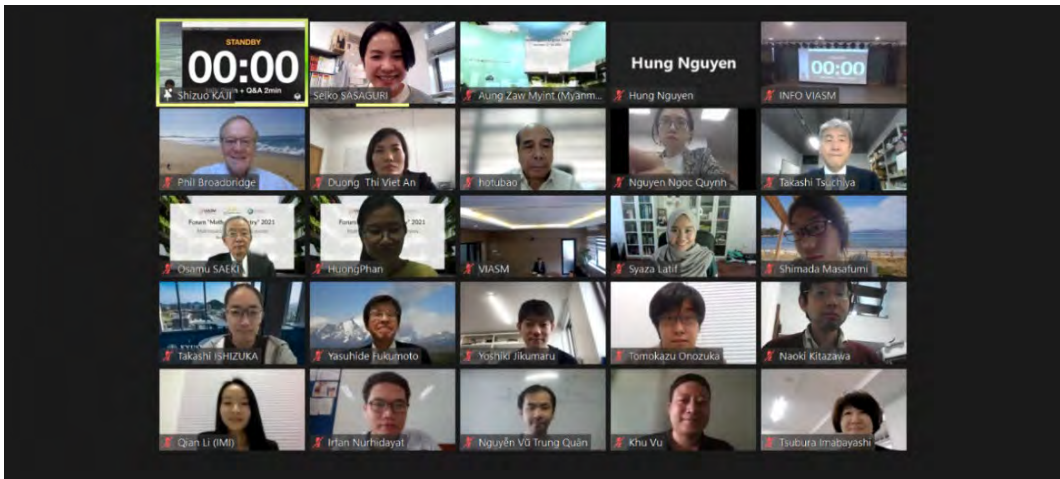 STANDBY
00:00
+ Q&A 2min
Shizuo KAJI
Seiko SASAGURI
Aung Zaw Myint (Myanm...
Hung Nguyen
Hung Nguyen
00:00
INFO VIASM
Phil Broadbridge
Duong Thi Viet An
hotubao
Nguyen Ngoc Quynh
Takashi Tsuchiya
Forum "Math 2021
Osamu SAEKI
Forum
2021
HuongPhan
VIASM
Syaza Latif
Shimada Masafumi
Takashi ISHIZUKA
Yasuhide Fukumoto
Yoshiki Jikumaru
Tomokazu Onozuka
Naoki Kitazawa
Qian Li (IMI)
Irfan Nurhidayat
Nguyễn Vũ Trung Quân
Khu Vu
Tsubura Imabayashi